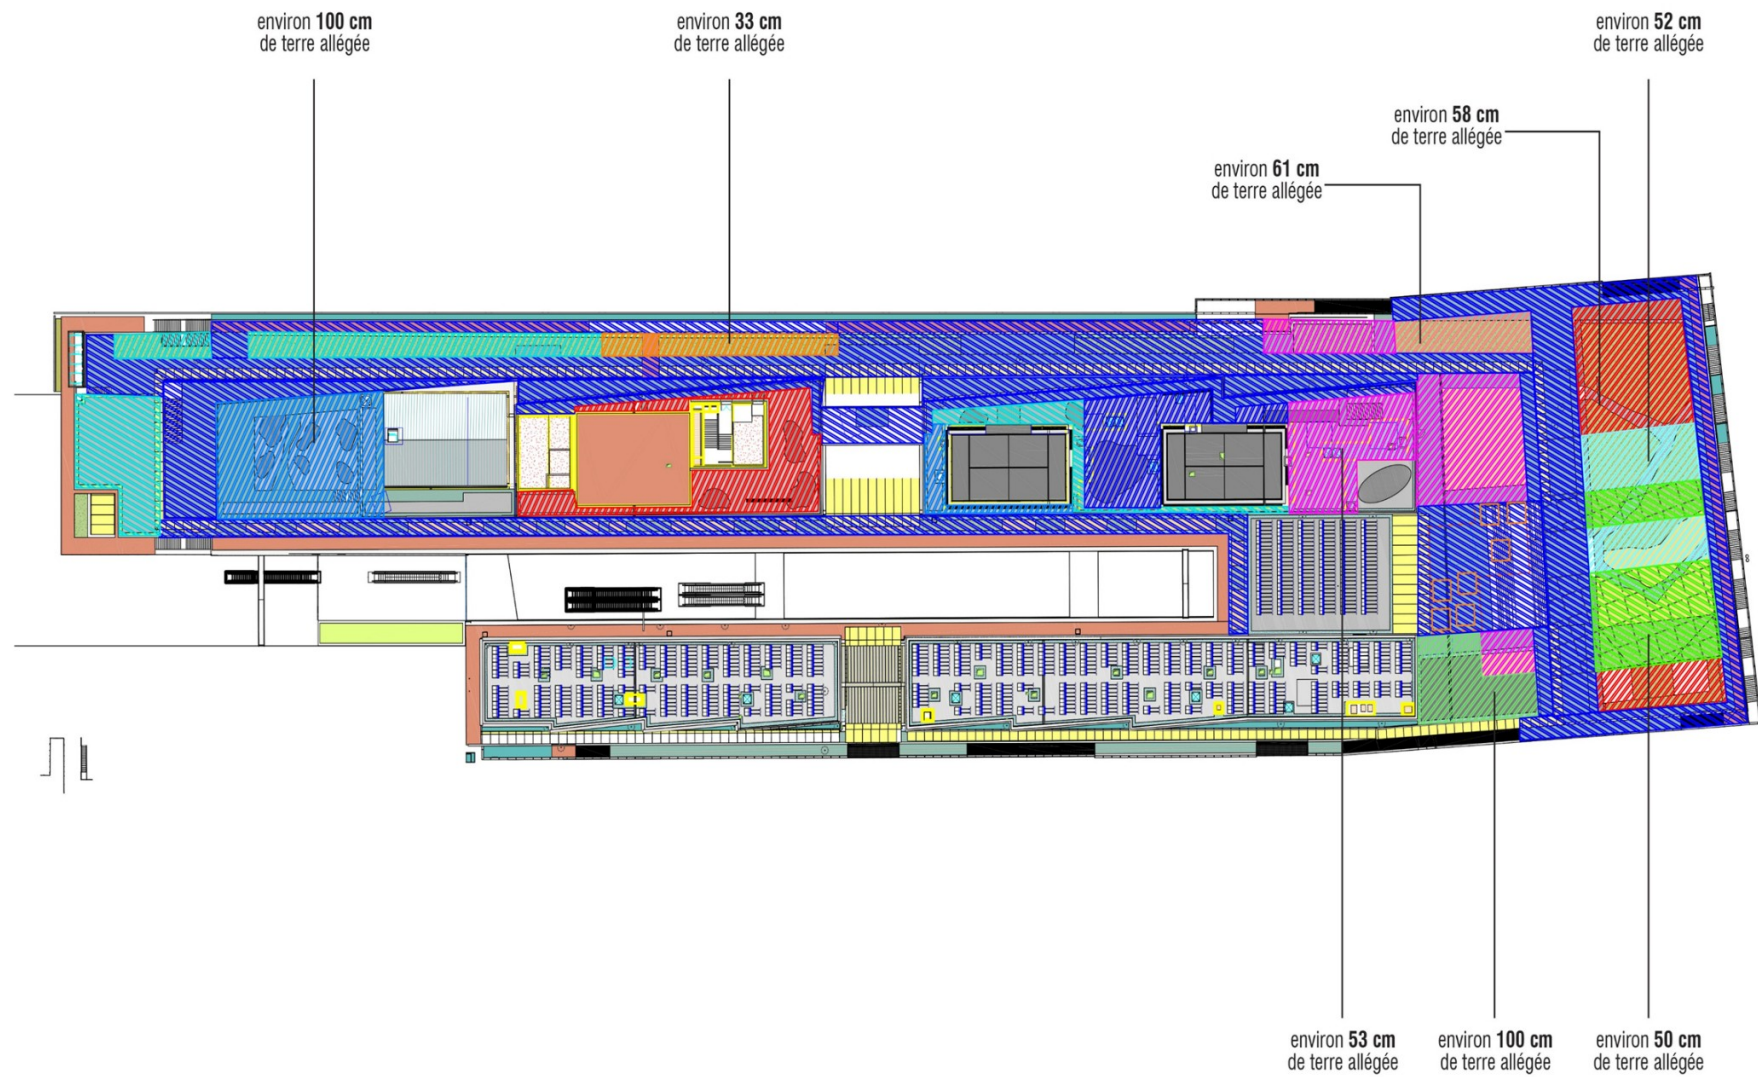 environ 100 cm
de terre allégée
environ 33 cm
de terre allégée
environ 52 cm
de terre allégée
environ 58 cm
de terre allégée
environ 61 cm
de terre allégée
environ 53 cm
de terre allégée
environ 100 cm
de terre allégée
environ 50 cm
de terre allégée